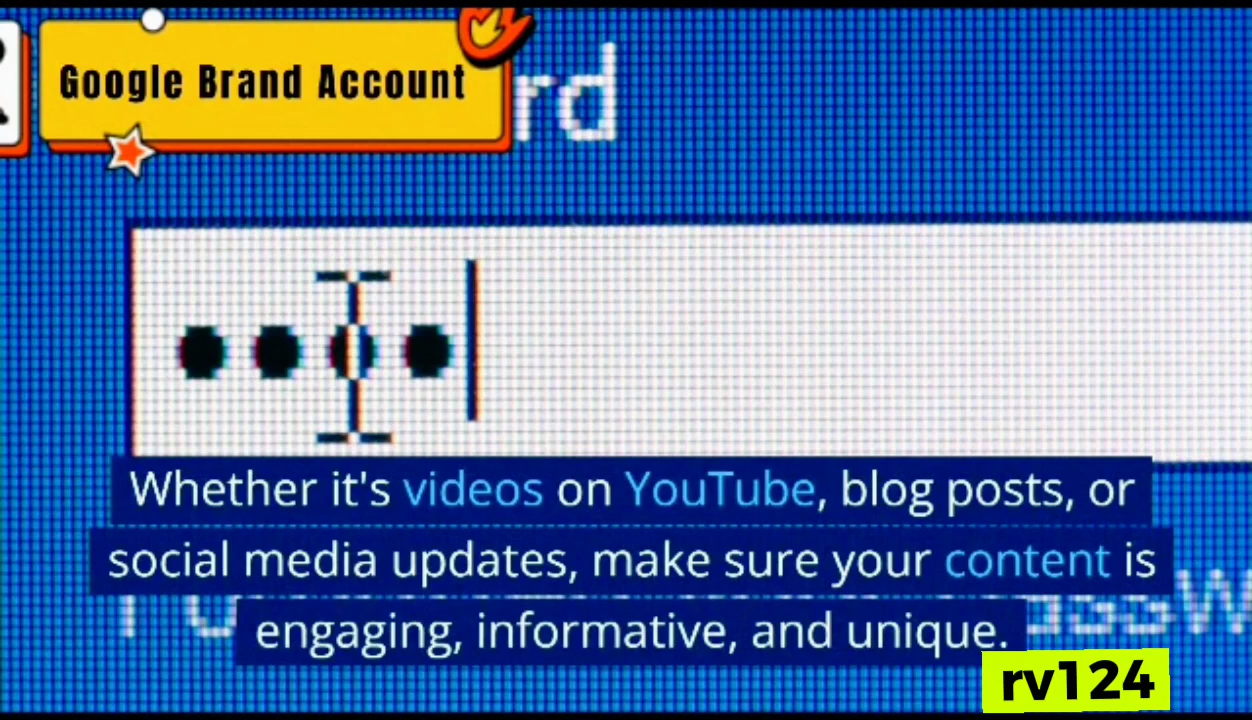 Google Brand Account
rd
Whether it's videos on YouTube, blog posts, or
social media updates, make sure your content is
engaging, informative, and unique.
rv124